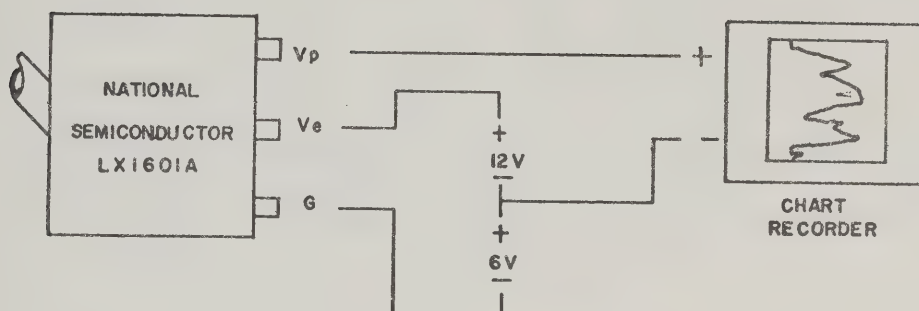 NATIONAL
SEMICONDUCTOR
LX1601A
Vp
Ve
G
+
12V
−
+
6V
−
+
−
CHART
RECORDER